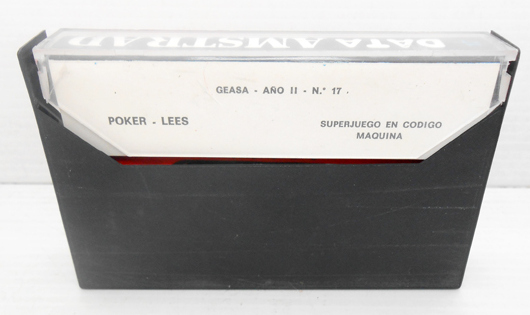 DATA AMSTRAD
GEASA - AÑO II - N.° 17 .
POKER - LEES
SUPERJUEGO EN CODIGO
MAQUINA